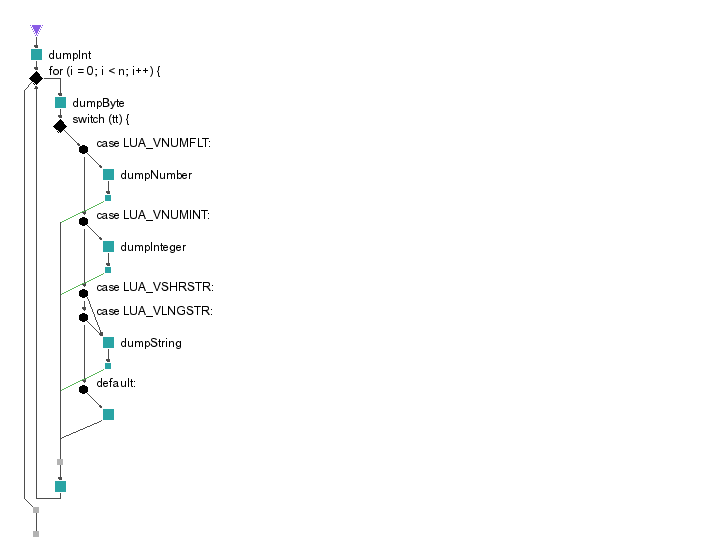 dumpInt
for (i = 0; i < n; i++) {
dumpByte
switch (tt) {
case LUA_VNUMFLT:
dumpNumber
case LUA_VNUMINT:
dumpInteger
case LUA_VSHRSTR:
case LUA_VLNGSTR:
dumpString
default: